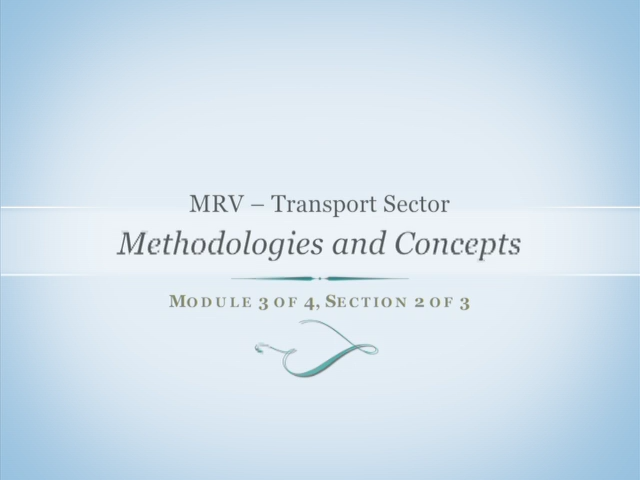 MRV – Transport Sector
Methodologies and Concepts
MODULE 3 OF 4, SECTION 2 OF 3